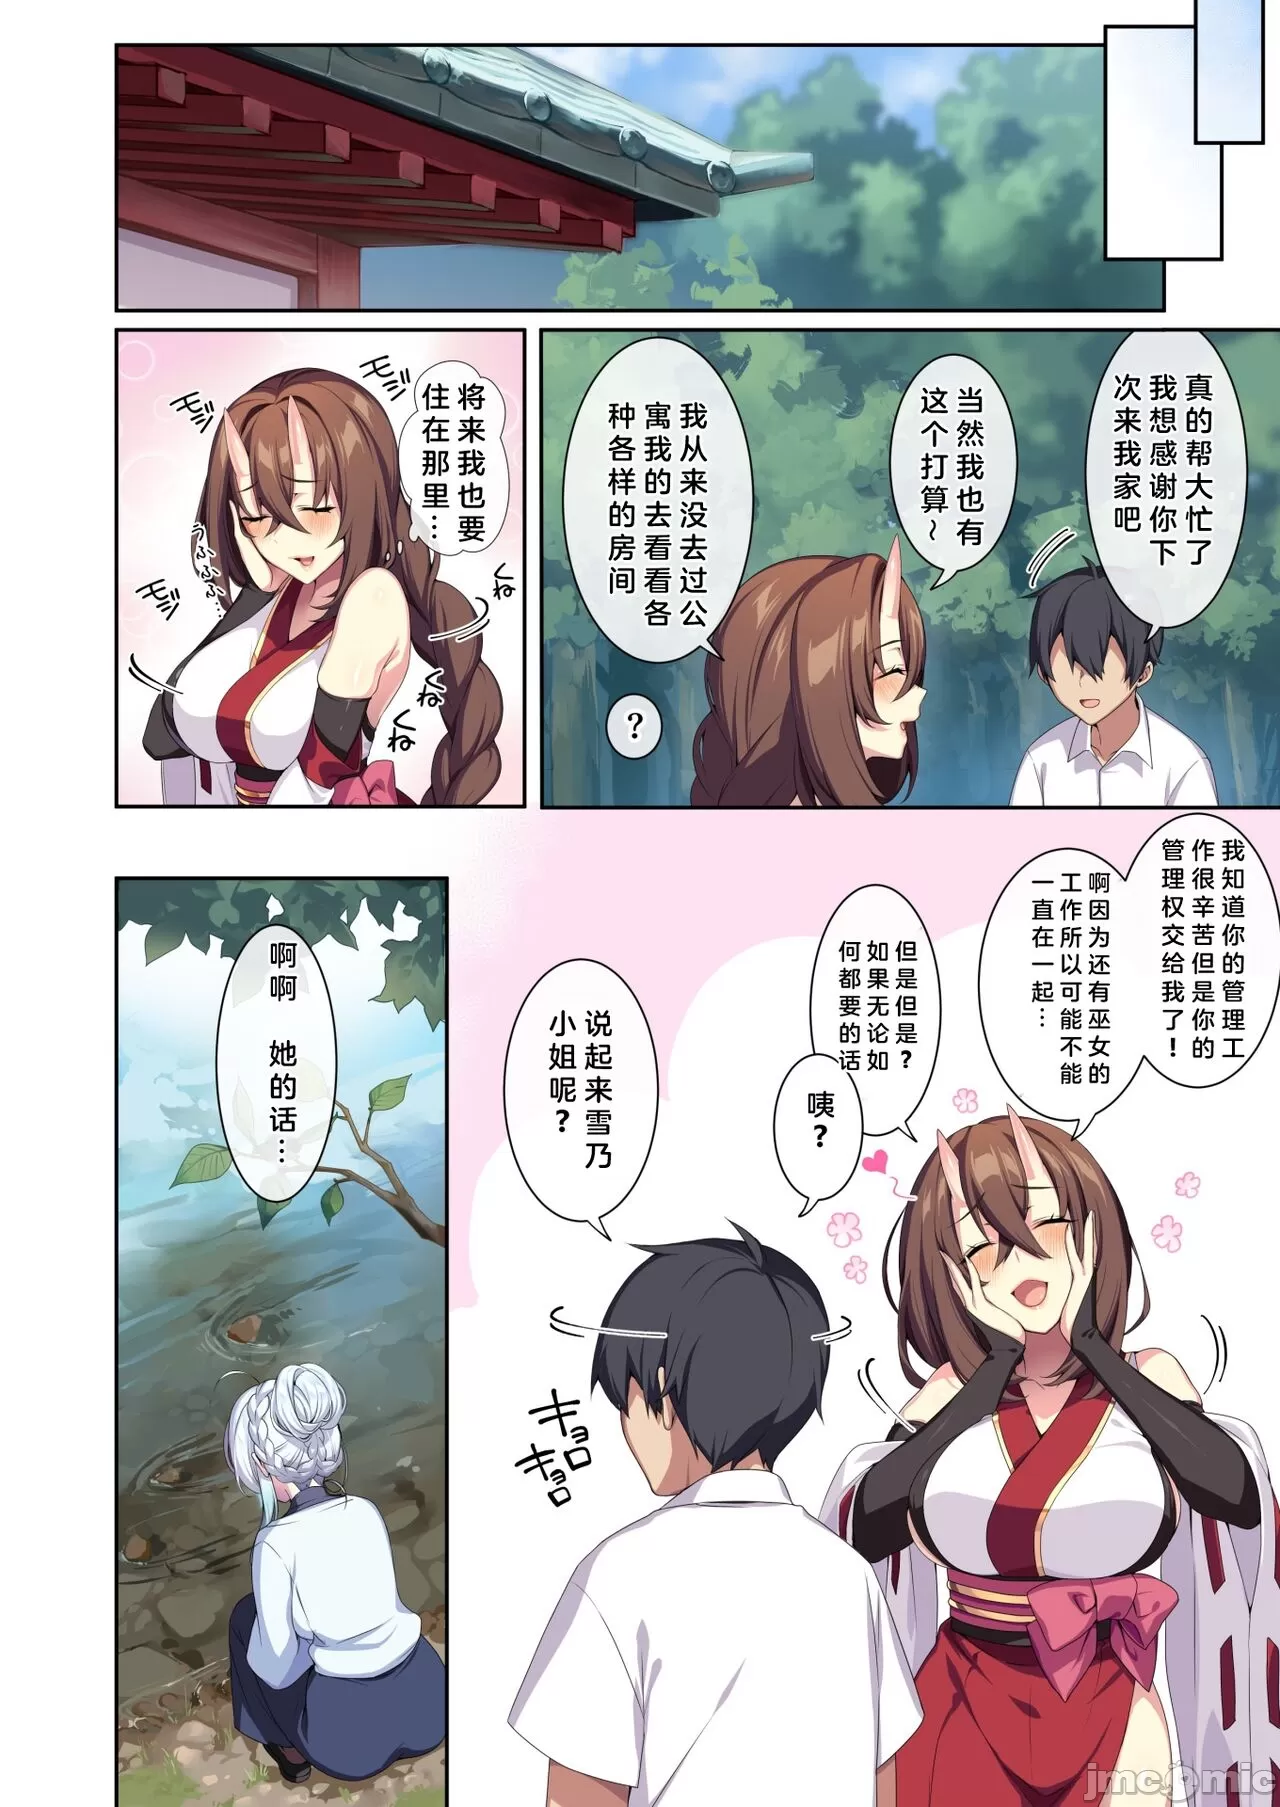 真的帮大忙了
我想感谢你下
次来我家吧
当然我也有
这个打算~
我从来没去过公
寓我的去看看各
种各样的房间
?
将来我也要
住在那里…
モジ
モジ
モジ
うふふふ…
くね
くね
くね
我知道你的管理工
作很辛苦但是你的
管理权交给我了!
啊因为还有巫女的
工作所以可能不能
一直在一起…
但是但是?
如果无论如
何都要的话
咦?
说起来雪乃
小姐呢?
キョロ
キョロ
啊啊 她的话…
jmcomic